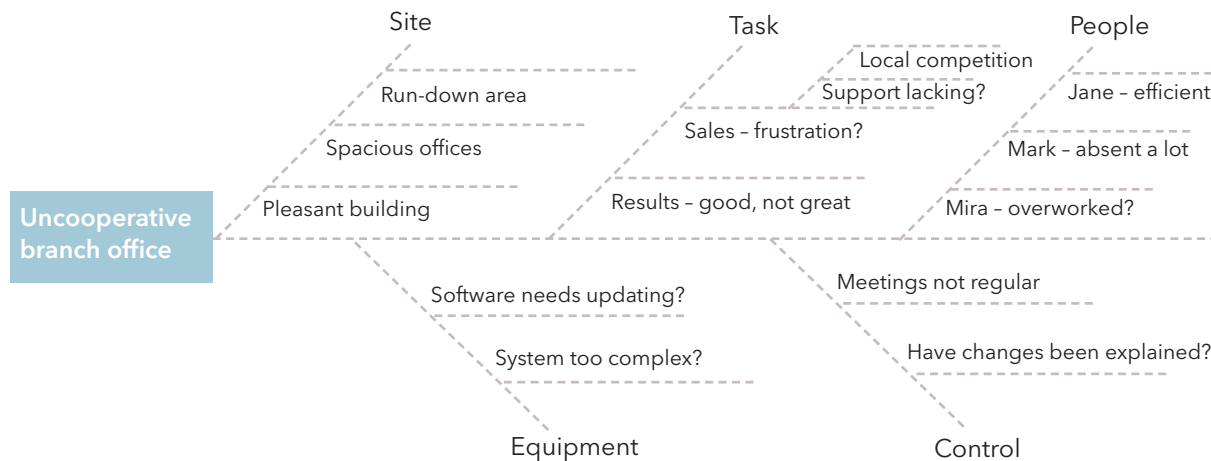 Site
Task
People
Local competition
Run-down area
Support lacking?
Jane – efficient
Sales – frustration?
Spacious offices
Mark – absent a lot
Pleasant building
Results – good, not great
Mira – overworked?
Uncooperative
branch office
Software needs updating?
Meetings not regular
System too complex?
Have changes been explained?
Equipment
Control